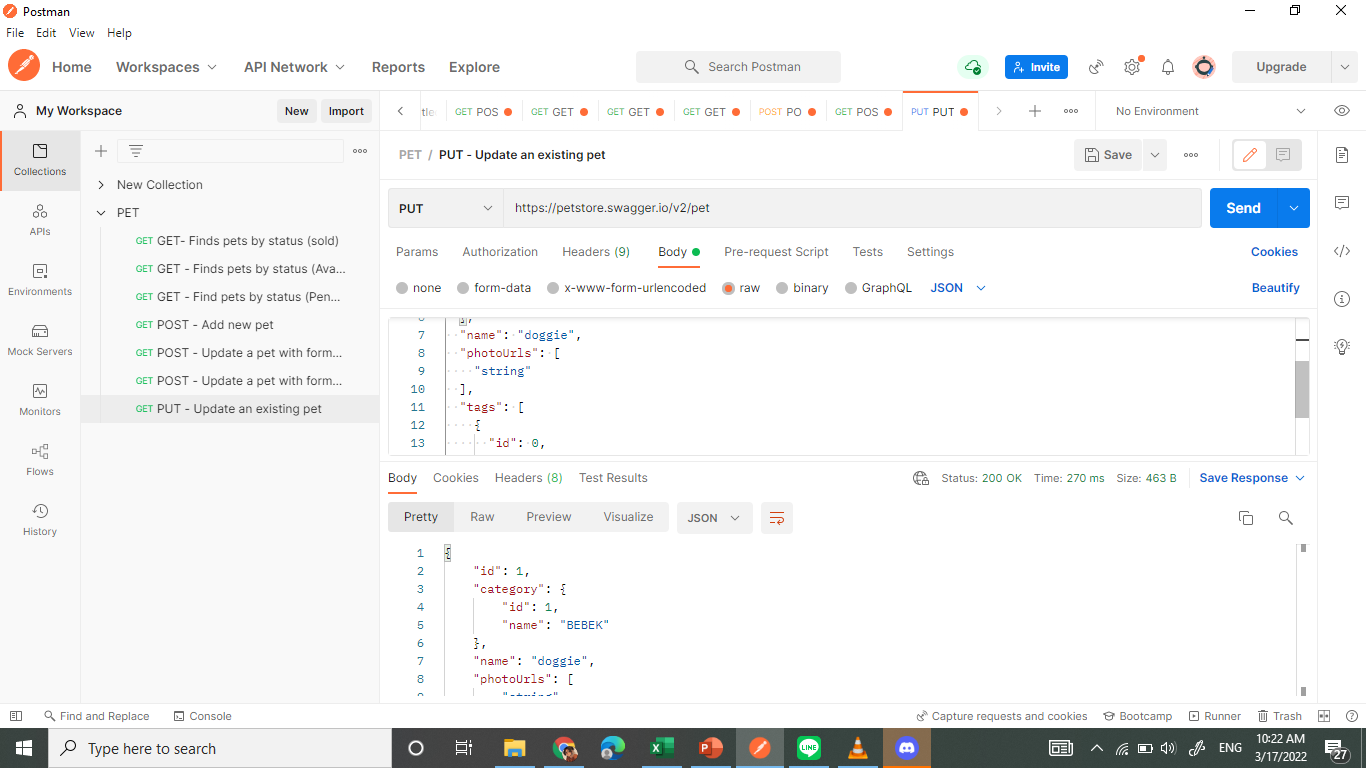 Postman
File Edit View Help
Home Workspaces API Network Reports Explore Search Postman Invite Upgrade
My Workspace New Import
GET POS GET GET GET GET GET GET POST PO GET POS PUT PUT No Environment
Collections
APIs
Environments
Mock Servers
Monitors
Flows
History
New Collection
PET
GET GET- Finds pets by status (sold)
GET GET - Finds pets by status (Ava...
GET GET - Find pets by status (Pen...
GET POST - Add new pet
GET POST - Update a pet with form...
GET POST - Update a pet with form...
GET PUT - Update an existing pet
PET / PUT - Update an existing pet Save
PUT https://petstore.swagger.io/v2/pet Send
Params Authorization Headers (9) Body Pre-request Script Tests Settings Cookies
none form-data x-www-form-urlencoded raw binary GraphQL JSON Beautify
6 },
7 "name": "doggie",
8 "photoUrls": [
9 "string"
10 ],
11 "tags": [
12 {
13 "id": 0,
Body Cookies Headers (8) Test Results Status: 200 OK Time: 270 ms Size: 463 B Save Response
Pretty Raw Preview Visualize JSON
1 {
2 "id": 1,
3 "category": {
4 "id": 1,
5 "name": "BEBEK"
6 },
7 "name": "doggie",
8 "photoUrls": [
9 "string"
Find and Replace Console Capture requests and cookies Bootcamp Runner Trash
Type here to search LINE ENG 10:22 AM
3/17/2022 27